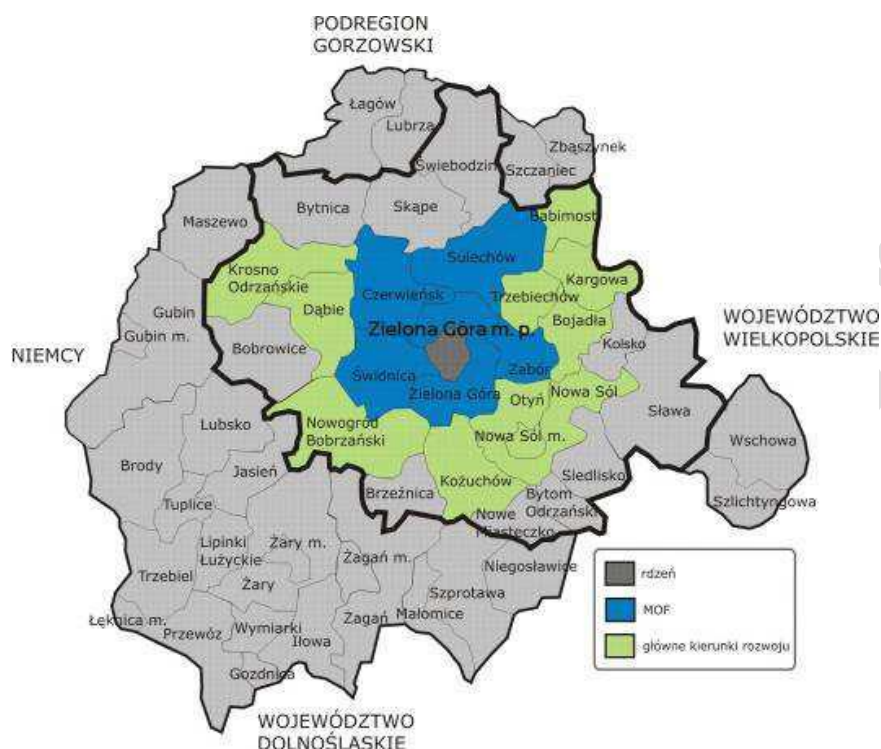 PODREGION
GORZOWSKI
Łagów
Lubrza
Świebodzin
Zbąszynek
Szczaniec
Maszewo
Bytnica
Skąpe
Babimost
Sulechów
Krosno
Odrzańskie
Kargowa
Czerwieńsk
Trzebiechów
Dąbie
Gubin
Bojadła
Zielona Góra m. p.
WOJEWÓDZTWO
WIELKOPOLSKIE
Gubin m.
NIEMCY
Bobrowice
Kolsko
Świdnica
Zabór
Zielona Góra
Otyń
Nowa Sól
Sława
Nowogród
Bobrzański
Lubsko
Nowa Sól m.
Wschowa
Brody
Jasień
Kożuchów
Siedlisko
Brzeźnica
Bytom
Odrzański
Szlichtyngowa
Tuplice
Nowe
Miasteczko
Lipinki
Łużyckie
Żary m.
Żagań m.
Niegosławice
Trzebiel
Żary
Szprotawa
Łęknica m.
Przewóz
Wymiarki
Iłowa
Żagań
Małomice
Gozdnica
rdzeń
MOF
główne kierunki rozwoju
WOJEWÓDZTWO
DOLNOŚLĄSKIE